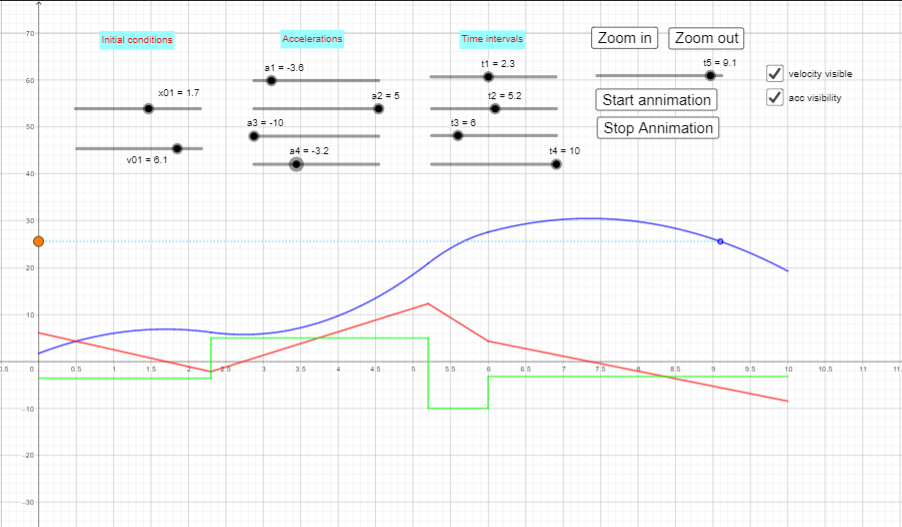 Initial conditions
Accelerations
Time intervals
Zoom in
Zoom out
x01 = 1.7
v01 = 6.1
a1 = -3.6
a2 = 5
a3 = -10
a4 = -3.2
t1 = 2.3
t2 = 5.2
t3 = 6
t4 = 10
t5 = 9.1
Start annimation
Stop Annimation
velocity visible
acc visibility
70
60
50
40
30
20
10
0
-10
-20
-30
0.5
0.5
1
1.5
2
2.5
3
3.5
4
4.5
5
5.5
6
6.5
7
7.5
8
8.5
9
9.5
10
10.5
11
11.